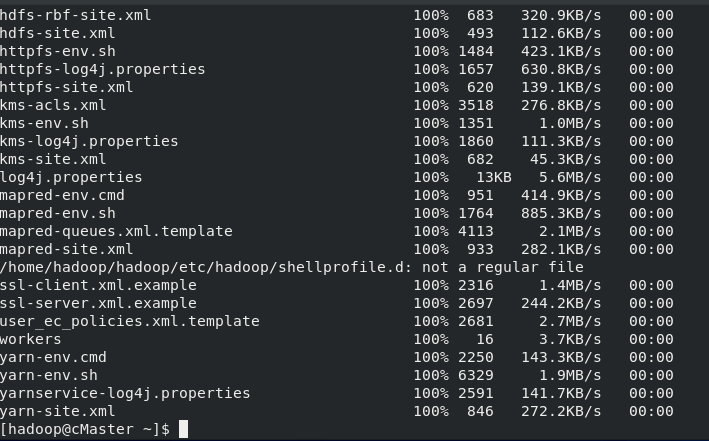 hdfs-rbf-site.xml 100% 683 320.9KB/s 00:00
hdfs-site.xml 100% 493 112.6KB/s 00:00
httpfs-env.sh 100% 1484 423.1KB/s 00:00
httpfs-log4j.properties 100% 1657 630.8KB/s 00:00
httpfs-site.xml 100% 620 139.1KB/s 00:00
kms-acls.xml 100% 3518 276.8KB/s 00:00
kms-env.sh 100% 1351 1.0MB/s 00:00
kms-log4j.properties 100% 1860 111.3KB/s 00:00
kms-site.xml 100% 682 45.3KB/s 00:00
log4j.properties 100% 13KB 5.6MB/s 00:00
mapred-env.cmd 100% 951 414.9KB/s 00:00
mapred-env.sh 100% 1764 885.3KB/s 00:00
mapred-queues.xml.template 100% 4113 2.1MB/s 00:00
mapred-site.xml 100% 933 282.1KB/s 00:00
/home/hadoop/hadoop/etc/hadoop/shellprofile.d: not a regular file
ssl-client.xml.example 100% 2316 1.4MB/s 00:00
ssl-server.xml.example 100% 2697 244.2KB/s 00:00
user_ec_policies.xml.template 100% 2681 2.7MB/s 00:00
workers 100% 16 3.7KB/s 00:00
yarn-env.cmd 100% 2250 143.3KB/s 00:00
yarn-env.sh 100% 6329 1.9MB/s 00:00
yarnservice-log4j.properties 100% 2591 141.7KB/s 00:00
yarn-site.xml 100% 846 272.2KB/s 00:00
[hadoop@cMaster ~]$